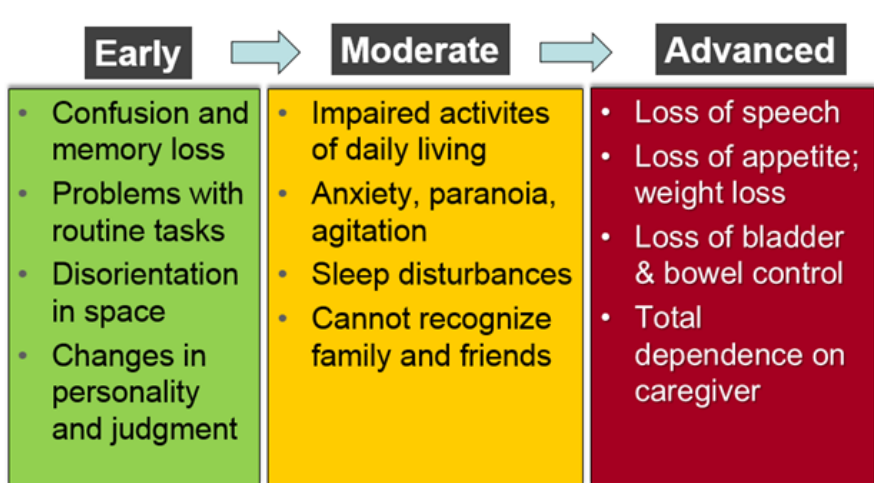 Early
Moderate
Advanced
• Confusion and
memory loss
• Problems with
routine tasks
• Disorientation
in space
• Changes in
personality
and judgment
• Impaired activites
of daily living
• Anxiety, paranoia,
agitation
• Sleep disturbances
• Cannot recognize
family and friends
• Loss of speech
• Loss of appetite;
weight loss
• Loss of bladder
& bowel control
• Total
dependence on
caregiver